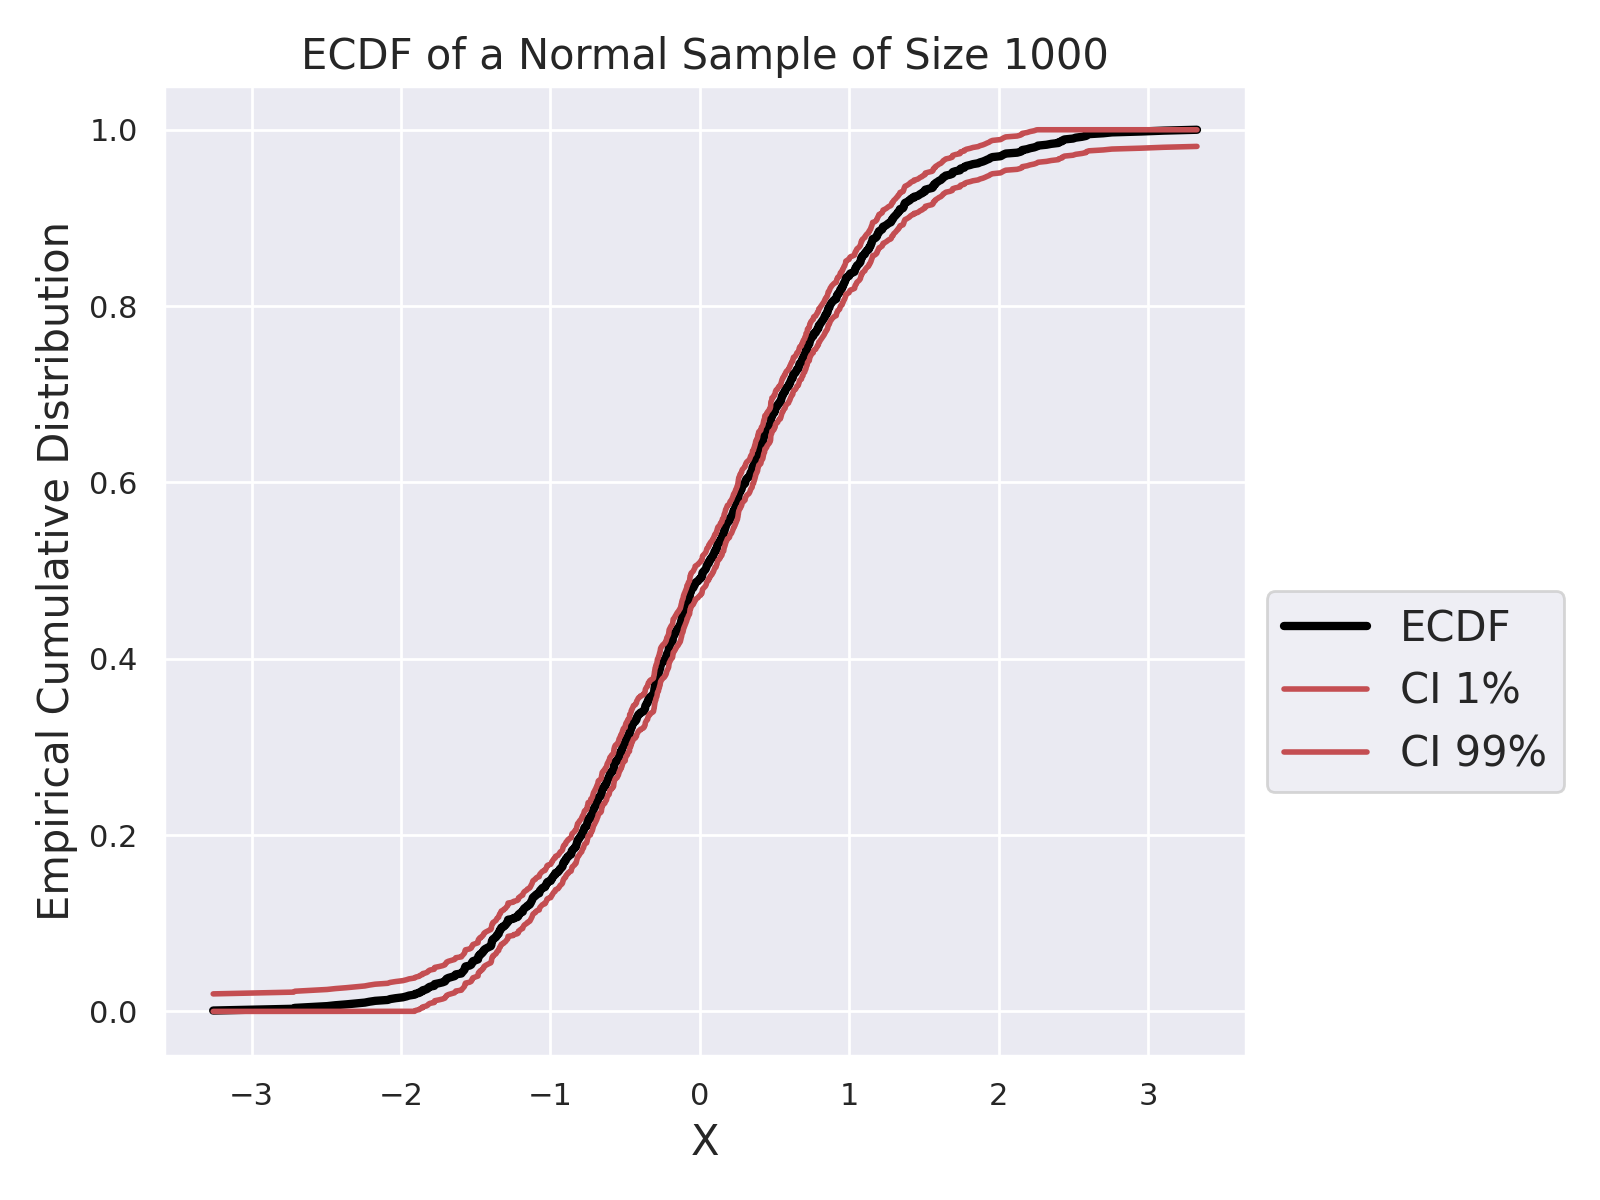 ECDF of a Normal Sample of Size 1000
Empirical Cumulative Distribution
1.0
0.8
0.6
0.4
0.2
0.0
−3 −2 −1 0 1 2 3
X
ECDF
CI 1%
CI 99%